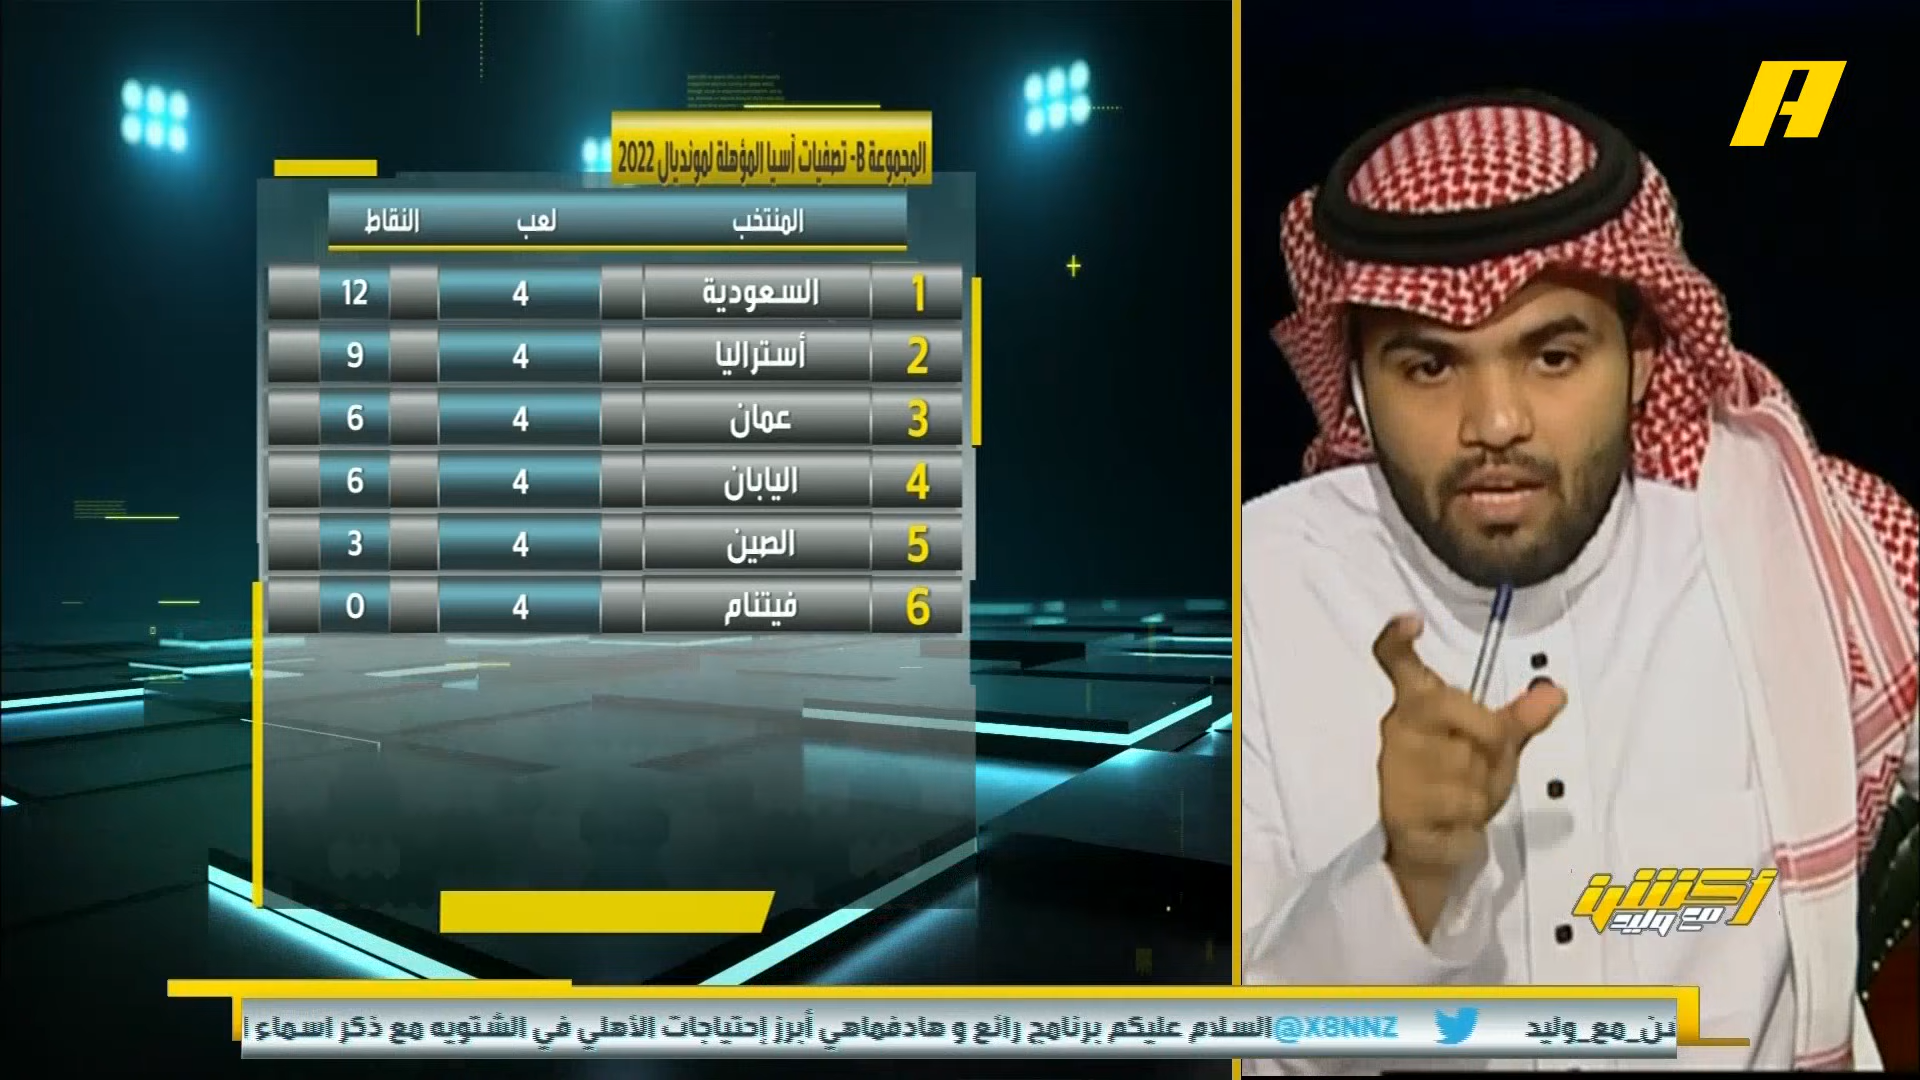 المجموعة B- تصفيات آسيا المؤهلة لمونديال 2022
المنتخب لعب النقاط
1 السعودية 4 12
2 أستراليا 4 9
3 عمان 4 6
4 اليابان 4 6
5 الصين 4 3
6 فيتنام 4 0
أكشن
مع وليد
شن_مع_وليد @X8NNZ السلام عليكم برنامج رائع و هادفماهي أبرز إحتياجات الأهلي في الشتويه مع ذكر اسماء ا